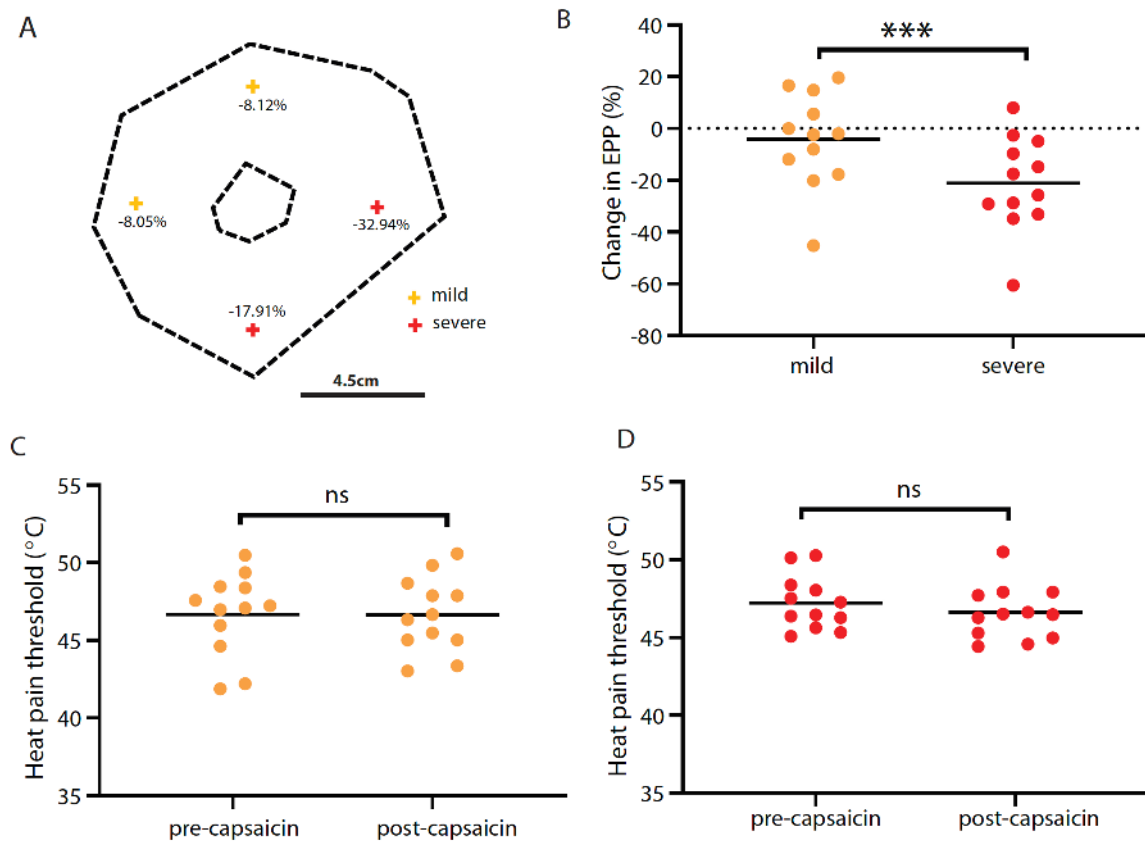 A
-8.12%
-8.05%
-32.94%
-17.91%
mild
severe
4.5cm
B
***
Change in EPP (%)
40
20
0
-20
-40
-60
-80
mild
severe
C
ns
Heat pain threshold (°C)
55
50
45
40
35
pre-capsaicin
post-capsaicin
D
ns
Heat pain threshold (°C)
55
50
45
40
35
pre-capsaicin
post-capsaicin